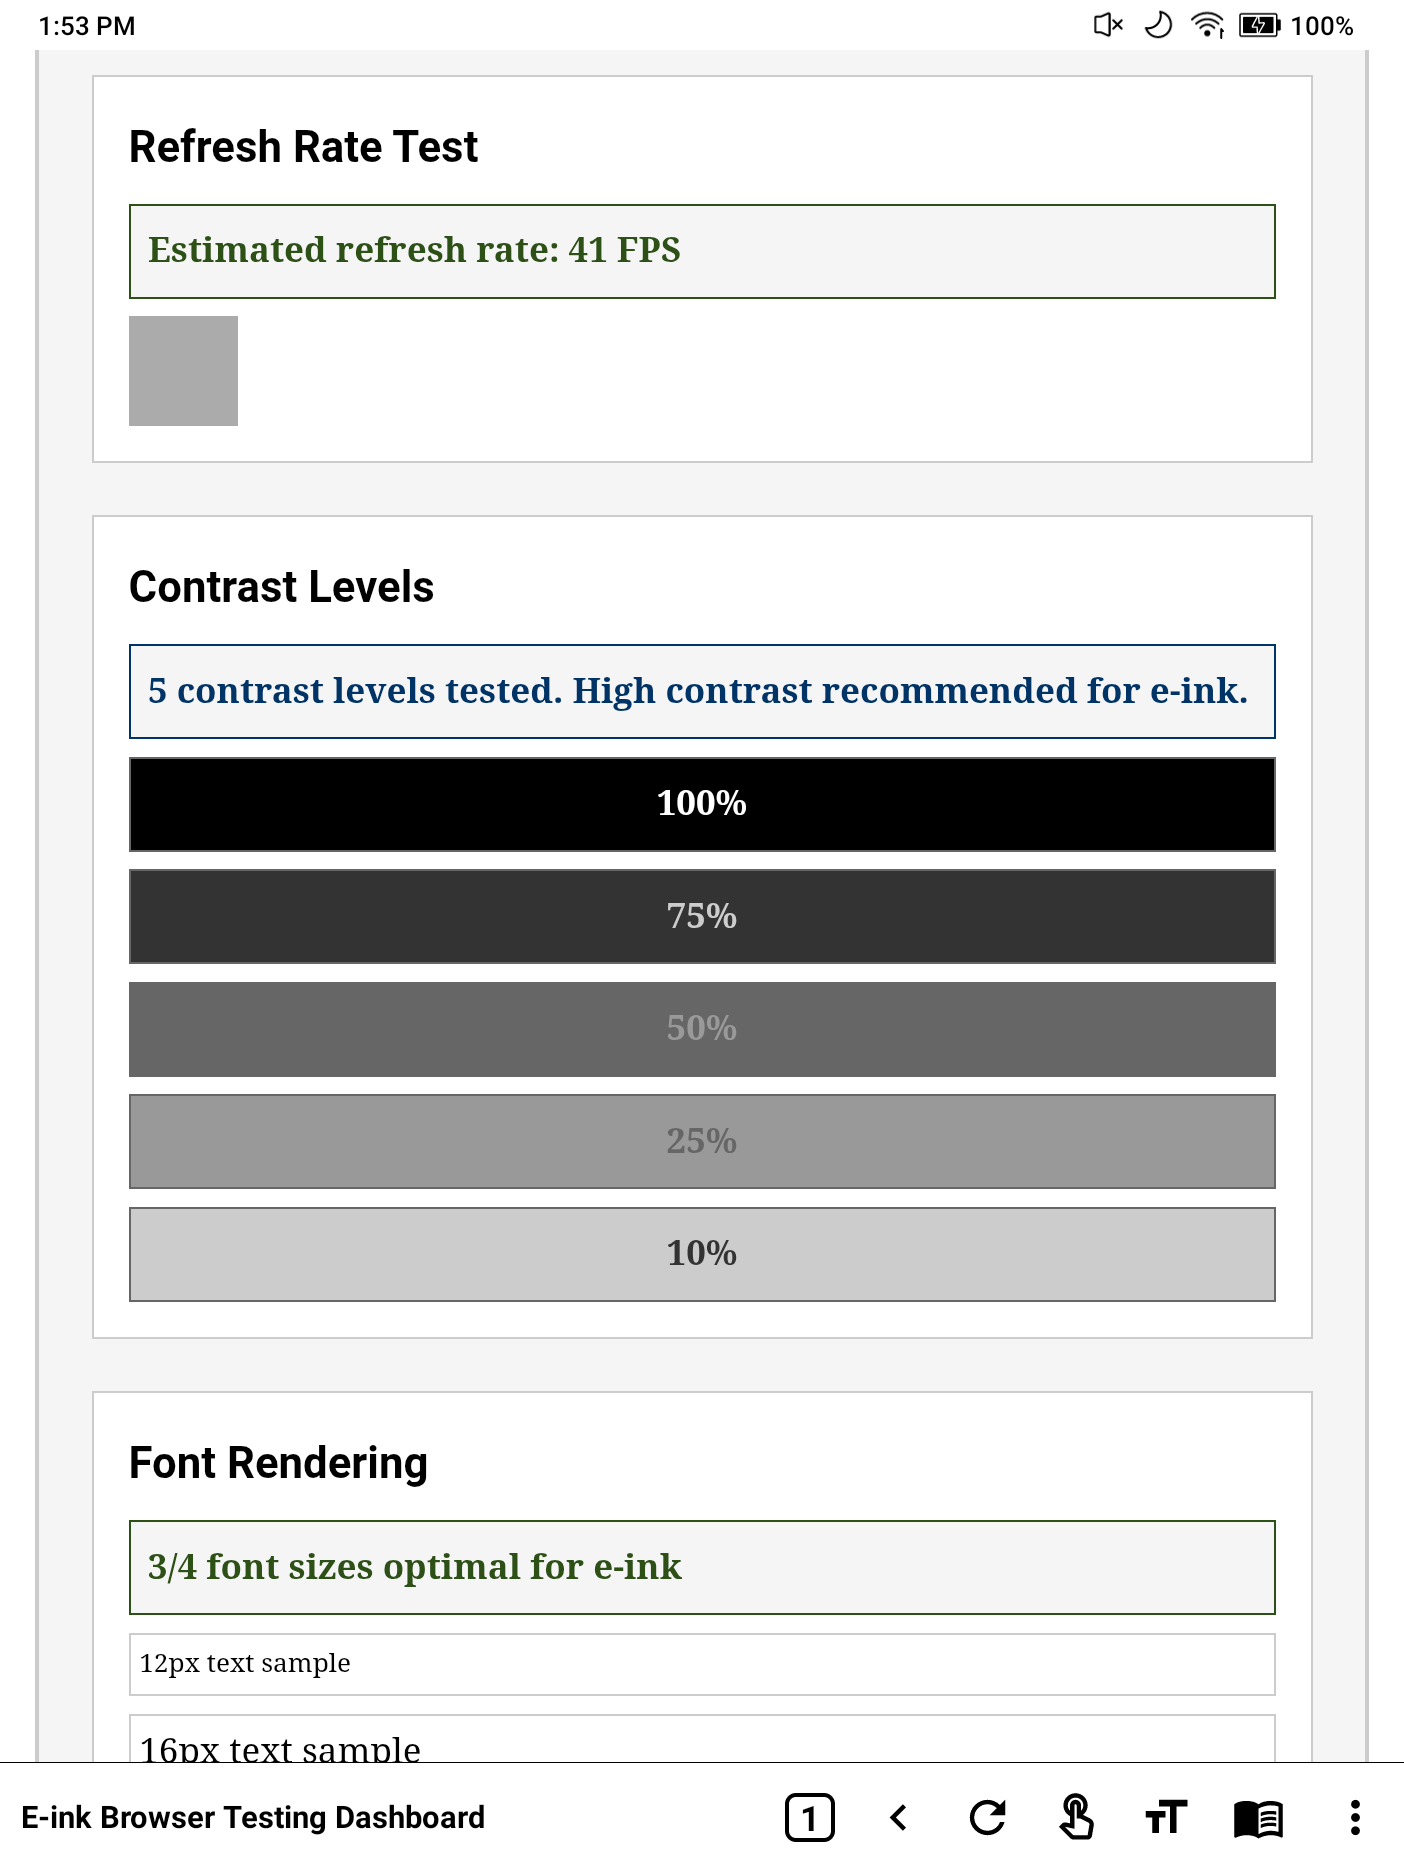 1:53 PM
100%
Refresh Rate Test
Estimated refresh rate: 41 FPS
Contrast Levels
5 contrast levels tested. High contrast recommended for e-ink.
100%
75%
50%
25%
10%
Font Rendering
3/4 font sizes optimal for e-ink
12px text sample
16px text sample
E-ink Browser Testing Dashboard
1